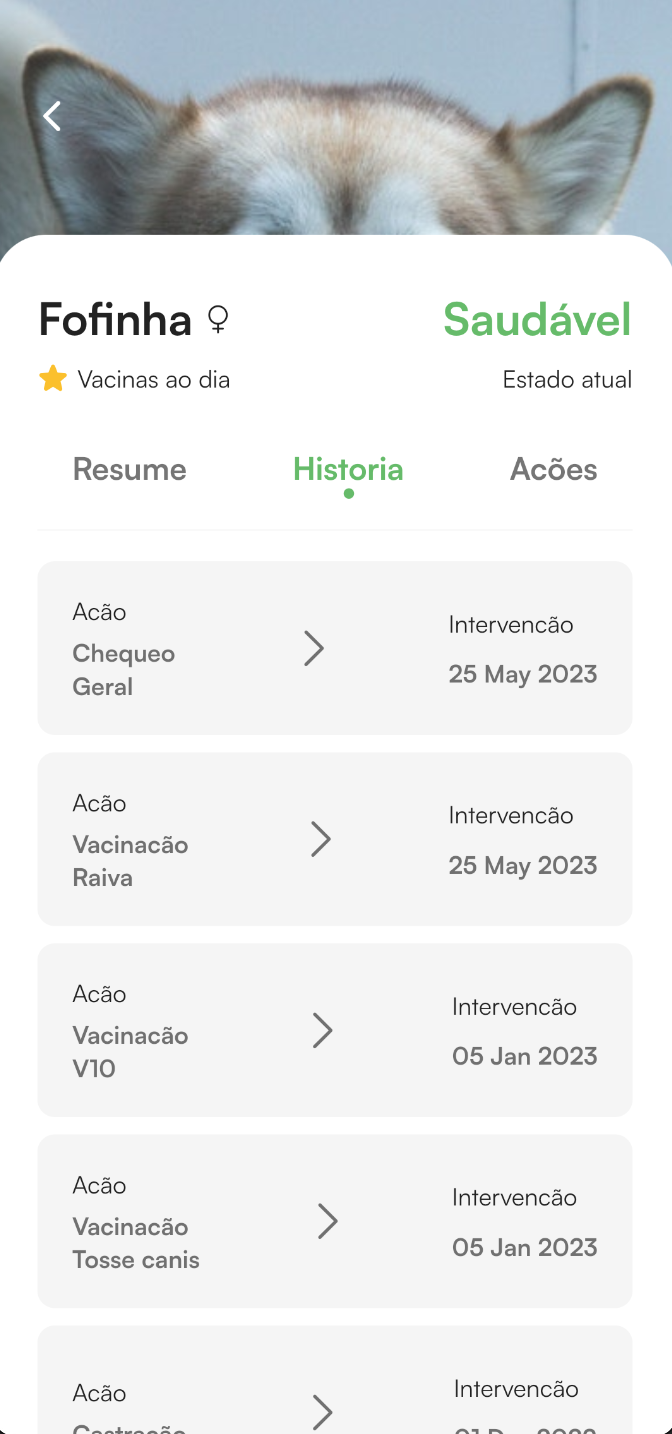 Fofinha ♀ Saudável
Vacinas ao dia Estado atual
Resume Historia Acões
Acão
Chequeo
Geral
Intervencão
25 May 2023
Acão
Vacinacão
Raiva
Intervencão
25 May 2023
Acão
Vacinacão
V10
Intervencão
05 Jan 2023
Acão
Vacinacão
Tosse canis
Intervencão
05 Jan 2023
Acão
Castração
Intervencão